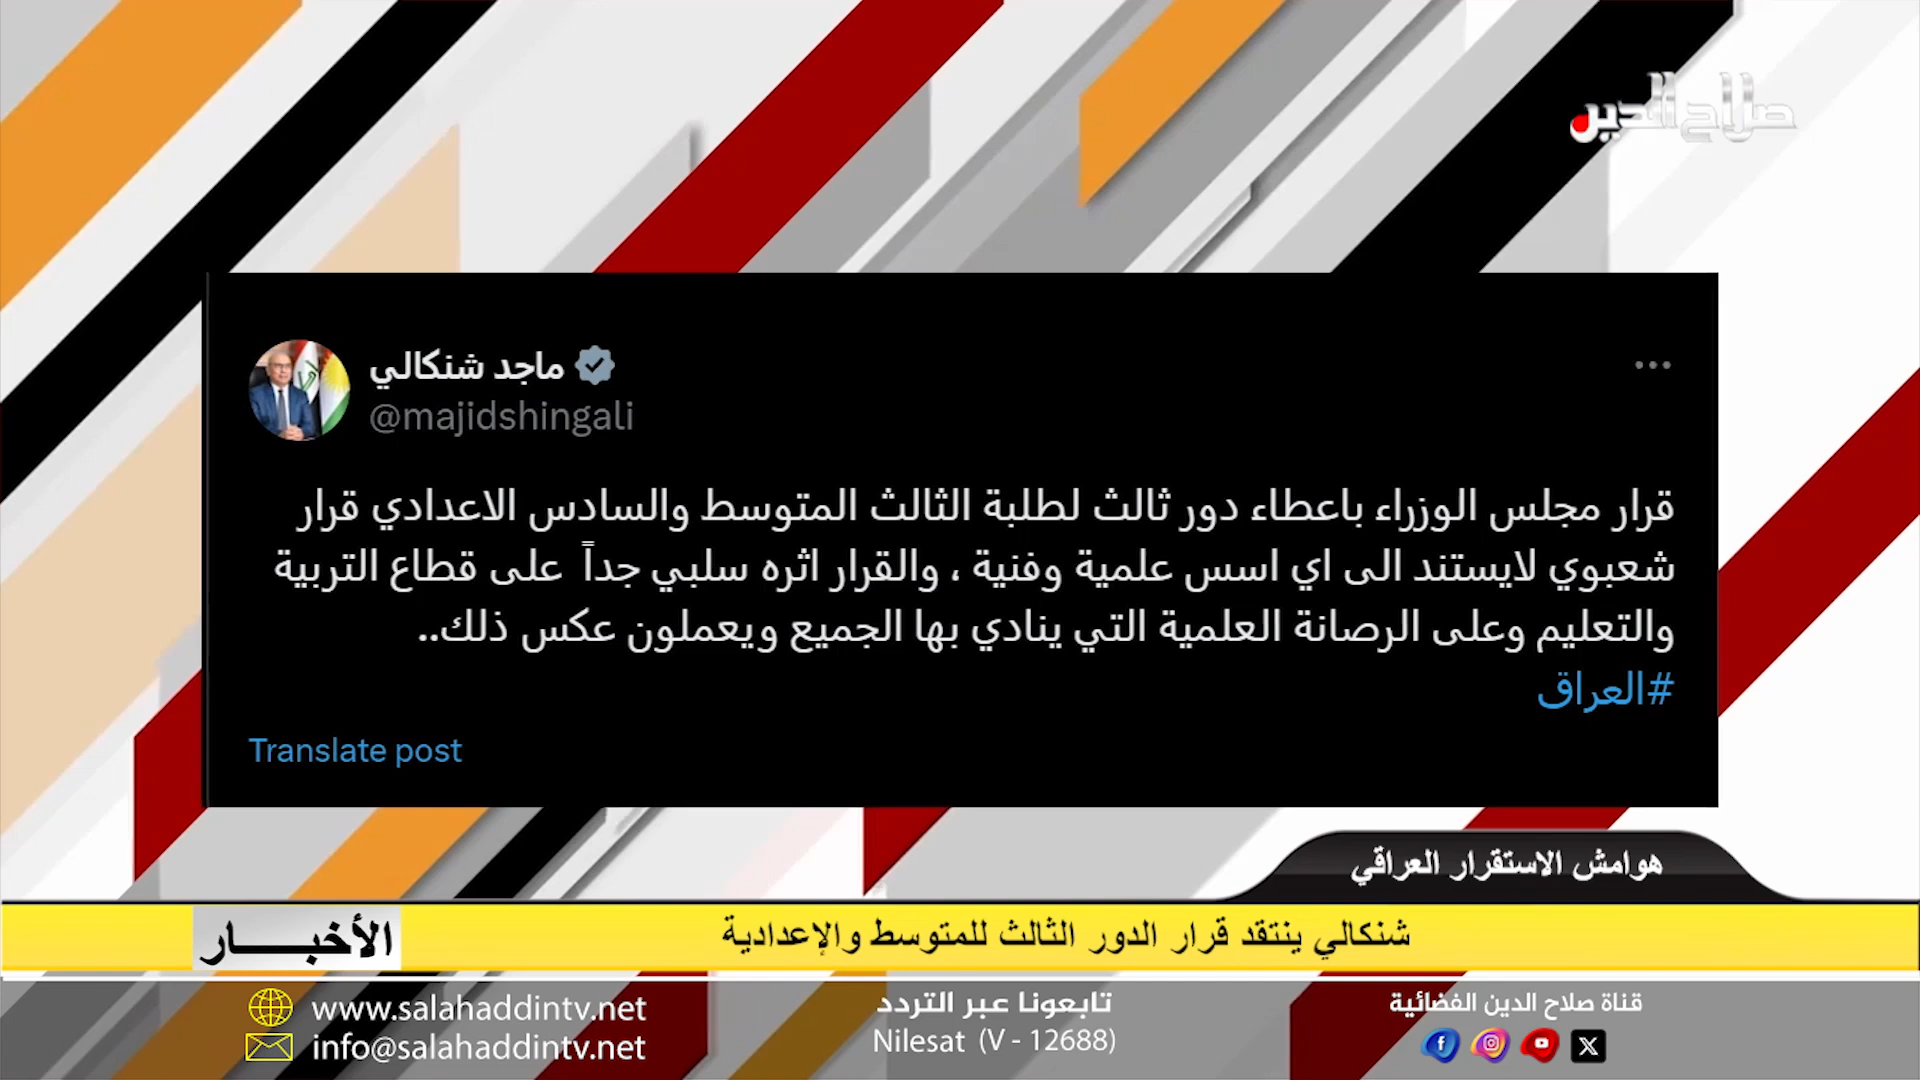 صلاح الدين
ماجد شنكالي
@majidshingali
قرار مجلس الوزراء باعطاء دور ثالث لطلبة الثالث المتوسط والسادس الاعدادي قرار
شعبوي لايستند الى اي اسس علمية وفنية ، والقرار اثره سلبي جداً على قطاع التربية
والتعليم وعلى الرصانة العلمية التي ينادي بها الجميع ويعملون عكس ذلك..
#العراق
Translate post
هوامش الاستقرار العراقي
شنكالي ينتقد قرار الدور الثالث للمتوسط والإعدادية
الأخبـــــار
قناة صلاح الدين الفضائية
تابعونا عبر التردد
Nilesat (V - 12688)
www.salahaddintv.net
info@salahaddintv.net